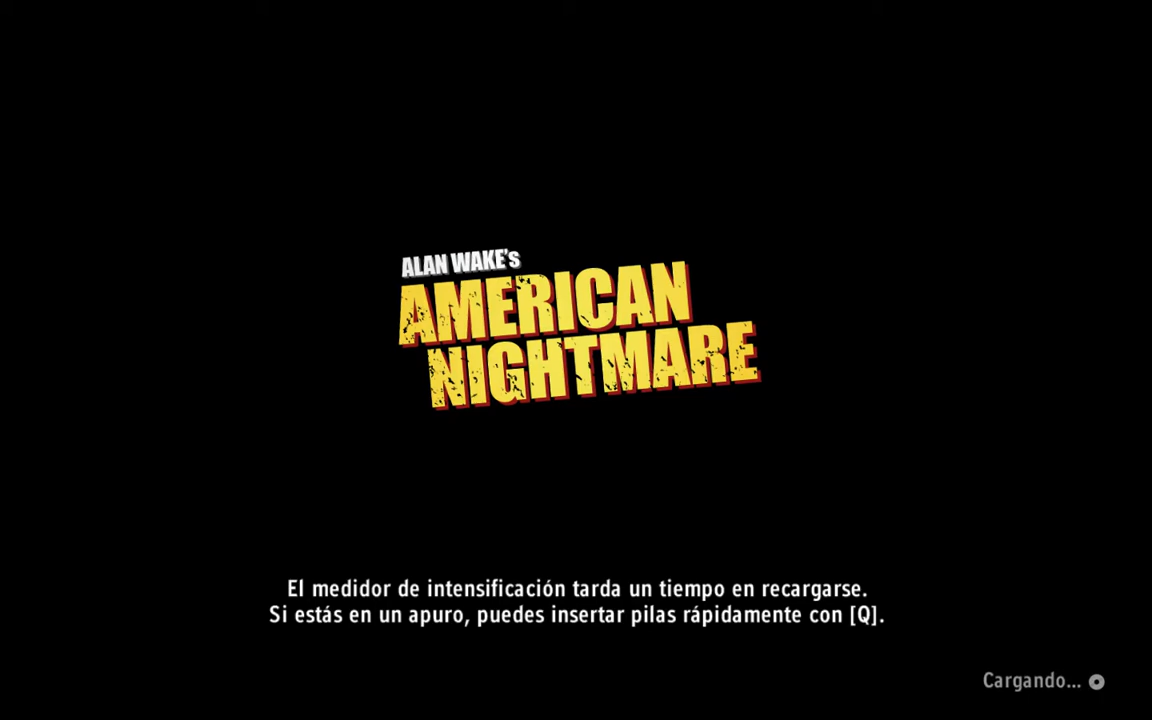 ALAN WAKE's
AMERICAN
NIGHTMARE
El medidor de intensificación tarda un tiempo en recargarse.
Si estás en un apuro, puedes insertar pilas rápidamente con [Q].
Cargando...